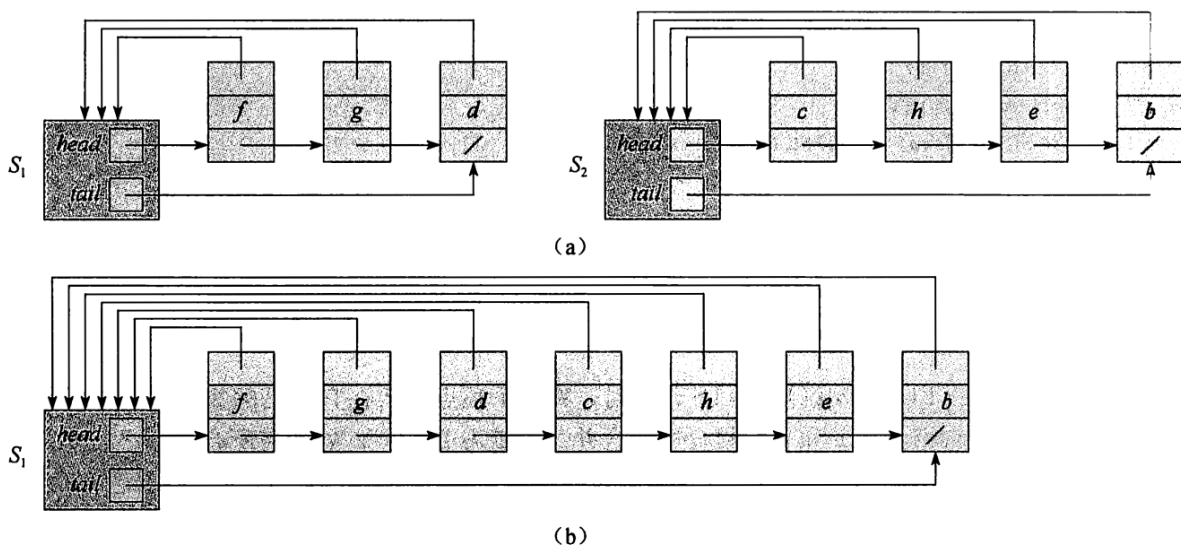 f g d
head
S₁
tail
c h e b
head
S₂
tail
(a)
f g d c h e b
head
S₁
tail
(b)